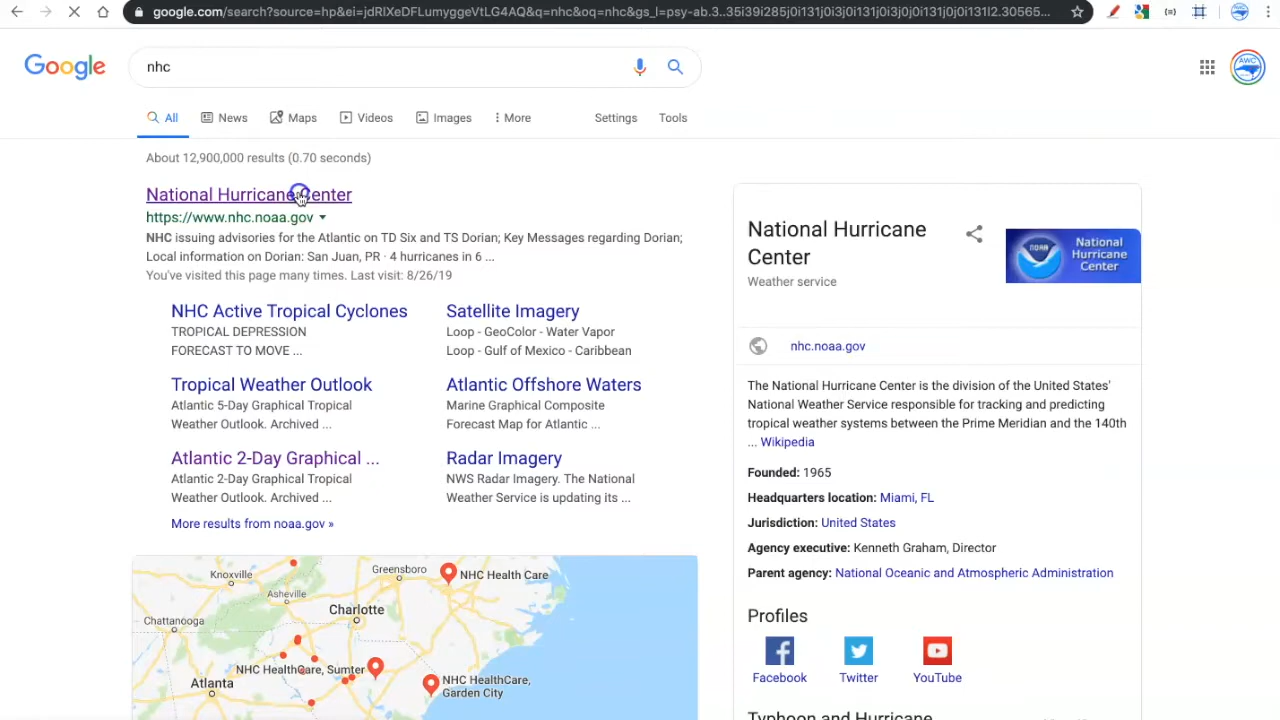 google.com/search?source=hp&ei=jdRlXeDFLumyggeVtLG4AQ&q=nhc&oq=nhc&gs_l=psy-ab.3..35i39i285j0i131j0i3j0i131j0i3j0j0i131j0j0i131l2.30565...
Google
nhc
AWC
All
News
Maps
Videos
Images
More
Settings
Tools
About 12,900,000 results (0.70 seconds)
National Hurricane Center
https://www.nhc.noaa.gov
NHC issuing advisories for the Atlantic on TD Six and TS Dorian; Key Messages regarding Dorian;
Local information on Dorian: San Juan, PR · 4 hurricanes in 6 ...
You've visited this page many times. Last visit: 8/26/19
NHC Active Tropical Cyclones
TROPICAL DEPRESSION
FORECAST TO MOVE ...
Satellite Imagery
Loop - GeoColor - Water Vapor
Loop - Gulf of Mexico - Caribbean
Tropical Weather Outlook
Atlantic 5-Day Graphical Tropical
Weather Outlook. Archived ...
Atlantic Offshore Waters
Marine Graphical Composite
Forecast Map for Atlantic ...
Atlantic 2-Day Graphical ...
Atlantic 2-Day Graphical Tropical
Weather Outlook. Archived ...
Radar Imagery
NWS Radar Imagery. The National
Weather Service is updating its ...
More results from noaa.gov »
Knoxville
Greensboro
NHC Health Care
Asheville
Charlotte
Chattanooga
NHC HealthCare, Sumter
Atlanta
NHC HealthCare,
Garden City
National Hurricane
Center
Weather service
NOAA
National
Hurricane
Center
nhc.noaa.gov
The National Hurricane Center is the division of the United States'
National Weather Service responsible for tracking and predicting
tropical weather systems between the Prime Meridian and the 140th
... Wikipedia
Founded: 1965
Headquarters location: Miami, FL
Jurisdiction: United States
Agency executive: Kenneth Graham, Director
Parent agency: National Oceanic and Atmospheric Administration
Profiles
Facebook
Twitter
YouTube
Typhoon and Hurricane